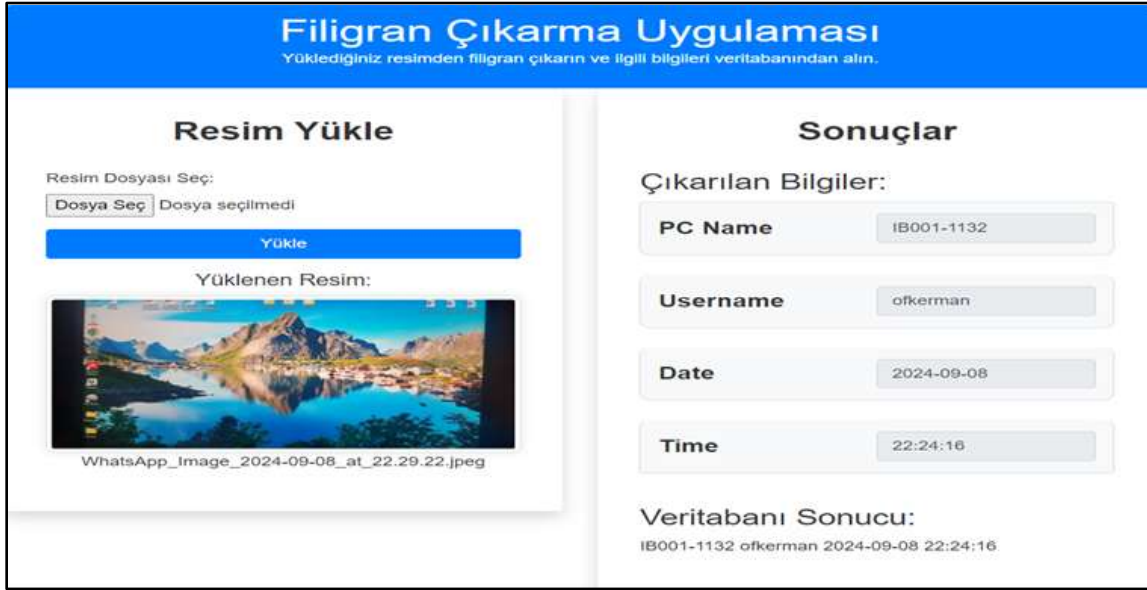 Filigran Çıkarma Uygulaması
Yüklediğiniz resimden filigran çıkarın ve ilgili bilgileri veritabanından alın.
Resim Yükle
Resim Dosyası Seç:
Dosya Seç Dosya seçilmedi
Yükle
Yüklenen Resim:
WhatsApp_Image_2024-09-08_at_22.29.22.jpeg
Sonuçlar
Çıkarılan Bilgiler:
PC Name IB001-1132
Username ofkerman
Date 2024-09-08
Time 22:24:16
Veritabanı Sonucu:
IB001-1132 ofkerman 2024-09-08 22:24:16